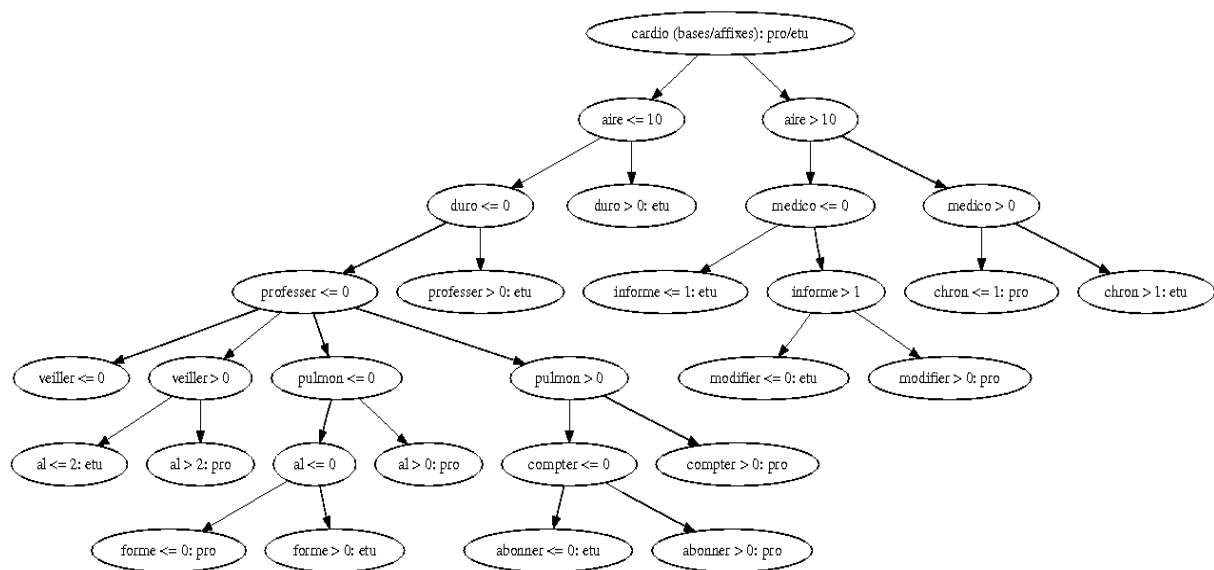 cardio (bases/affixes): pro/etu
aire <= 10
aire > 10
duro <= 0
duro > 0: etu
medico <= 0
medico > 0
professer <= 0
professer > 0: etu
informe <= 1: etu
informe > 1
chron <= 1: pro
chron > 1: etu
veiller <= 0
veiller > 0
pulmon <= 0
pulmon > 0
modifier <= 0: etu
modifier > 0: pro
al <= 2: etu
al > 2: pro
al <= 0
al > 0: pro
compter <= 0
compter > 0: pro
forme <= 0: pro
forme > 0: etu
abonner <= 0: etu
abonner > 0: pro